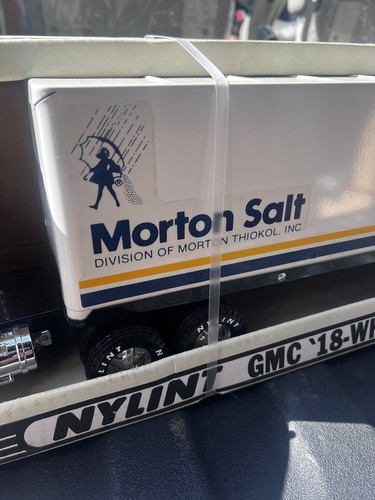 ®
Morton Salt
DIVISION OF MORTON THIOKOL, INC.
NYLINT
NYLINT GMC '18-WH